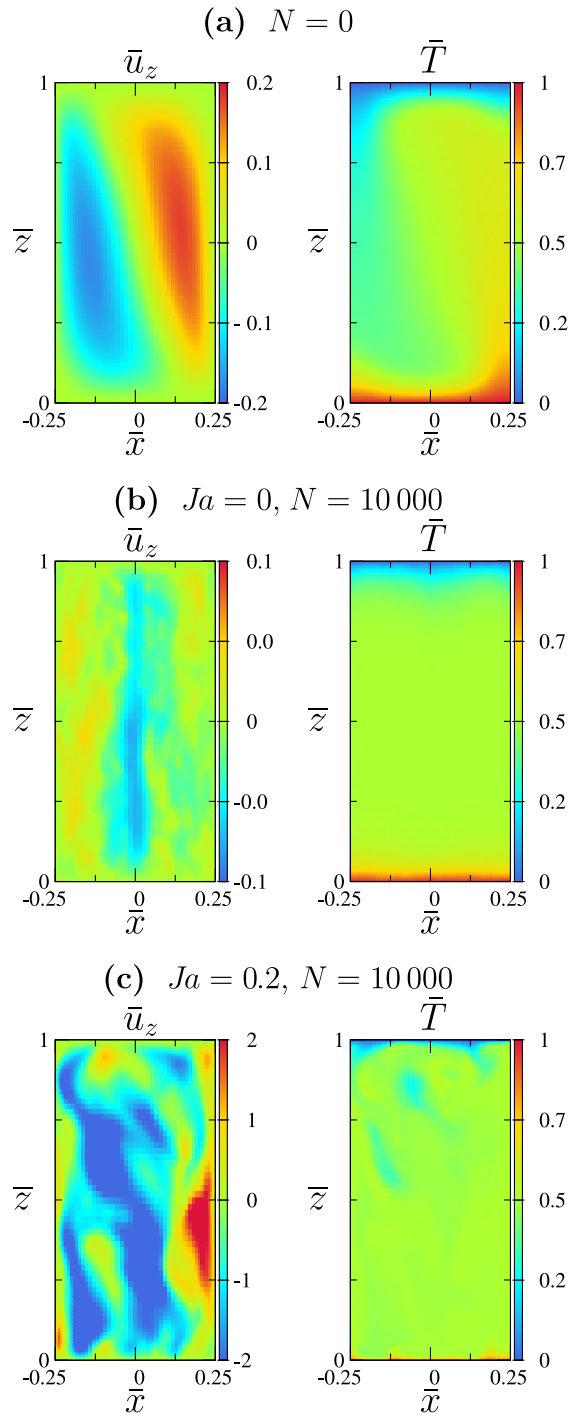 (a) N = 0
ūz T̄
1 0.2 1
0.1 0.7
z̄ 0 z̄ 0.5
-0.1 0.2
0 -0.2 0
-0.25 0 0.25 -0.25 0 0.25
x̄ x̄
(b) Ja = 0, N = 10 000
ūz T̄
1 0.1 1 1
0.0 0.7
z̄ 0 z̄ 0.5
-0.0 0.2
0 -0.1 0 0
-0.25 0 0.25 -0.25 0 0.25
x̄ x̄
(c) Ja = 0.2, N = 10 000
ūz T̄
1 2 1 1
1 0.7
z̄ 0 z̄ 0.5
-1 0.2
0 -2 0 0
-0.25 0 0.25 -0.25 0 0.25
x̄ x̄